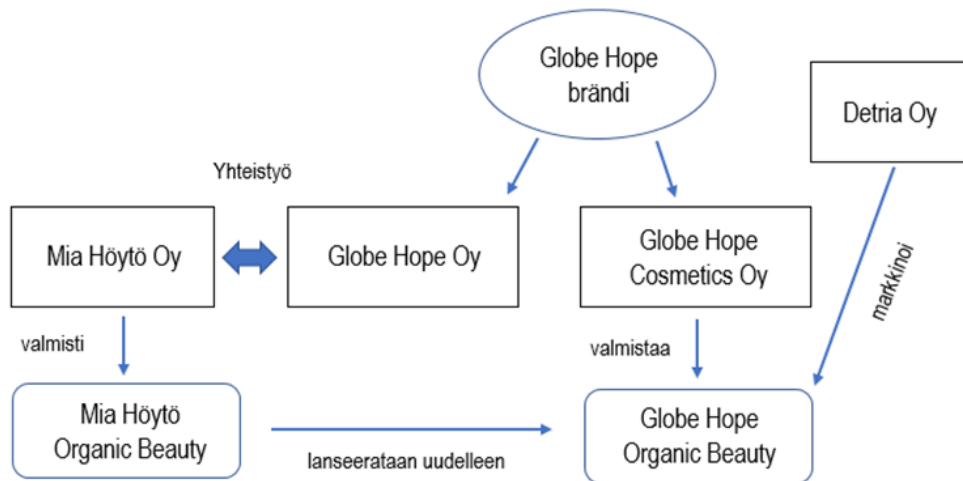 Globe Hope
brändi
Detria Oy
Yhteistyö
Mia Höytö Oy
Globe Hope Oy
Globe Hope
Cosmetics Oy
markkinoi
valmisti
valmistaa
Mia Höytö
Organic Beauty
lanseerataan uudelleen
Globe Hope
Organic Beauty